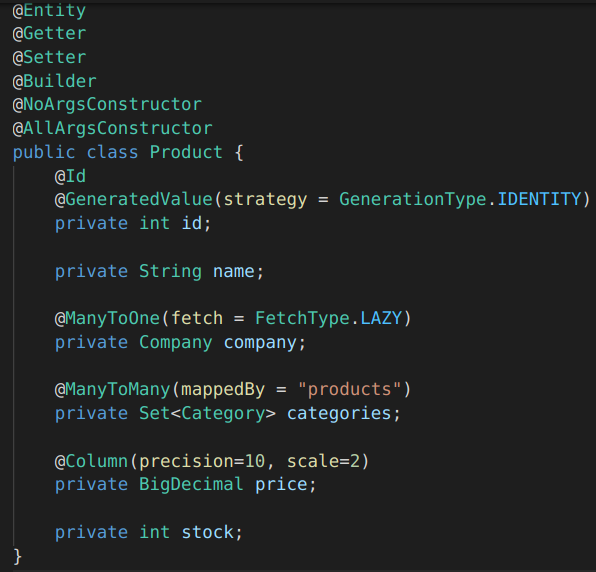 @Entity
@Getter
@Setter
@Builder
@NoArgsConstructor
@AllArgsConstructor
public class Product {
@Id
@GeneratedValue(strategy = GenerationType.IDENTITY)
private int id;
private String name;
@ManyToOne(fetch = FetchType.LAZY)
private Company company;
@ManyToMany(mappedBy = "products")
private Set<Category> categories;
@Column(precision=10, scale=2)
private BigDecimal price;
private int stock;
}